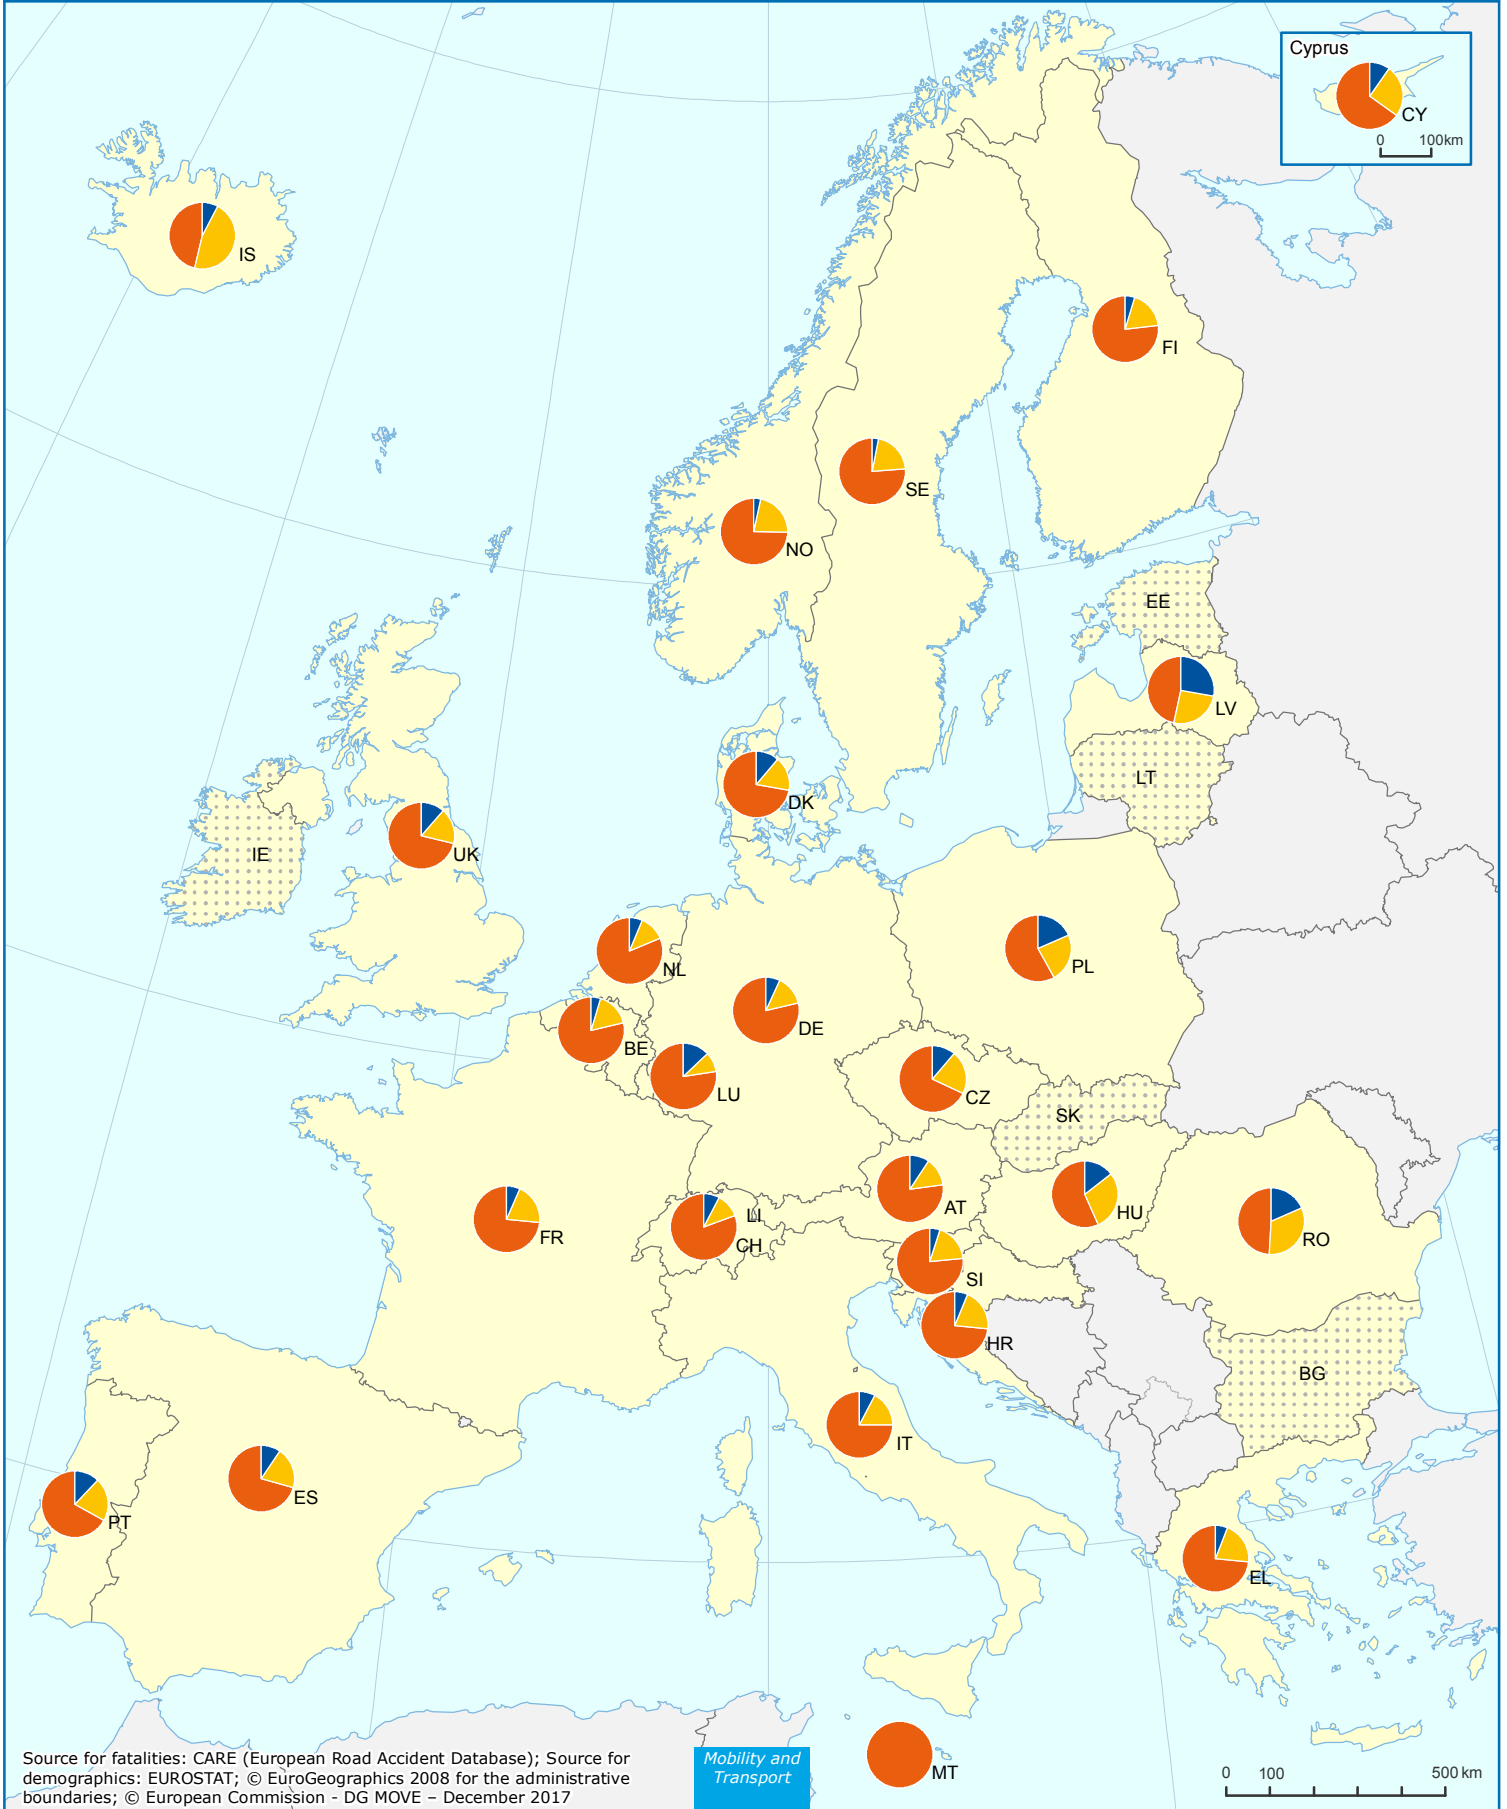 Cyprus
CY
0 100km
IS
FI
SE
NO
EE
LV
LT
DK
UK
IE
NL
PL
DE
BE
LU
CZ
SK
AT
HU
LI
CH
FR
RO
SI
HR
BG
IT
ES
PT
EL
MT
Source for fatalities: CARE (European Road Accident Database); Source for
demographics: EUROSTAT; © EuroGeographics 2008 for the administrative
boundaries; © European Commission - DG MOVE – December 2017
Mobility and
Transport
0 100 500 km